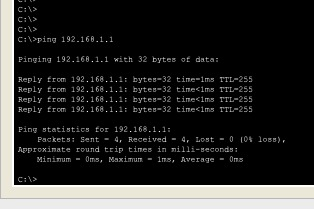 C:\>
C:\>
C:\>
C:\>
C:\>ping 192.168.1.1
Pinging 192.168.1.1 with 32 bytes of data:
Reply from 192.168.1.1: bytes=32 time=1ms TTL=255
Reply from 192.168.1.1: bytes=32 time<1ms TTL=255
Reply from 192.168.1.1: bytes=32 time<1ms TTL=255
Reply from 192.168.1.1: bytes=32 time<1ms TTL=255
Ping statistics for 192.168.1.1:
Packets: Sent = 4, Received = 4, Lost = 0 (0% loss),
Approximate round trip times in milli-seconds:
Minimum = 0ms, Maximum = 1ms, Average = 0ms
C:\>